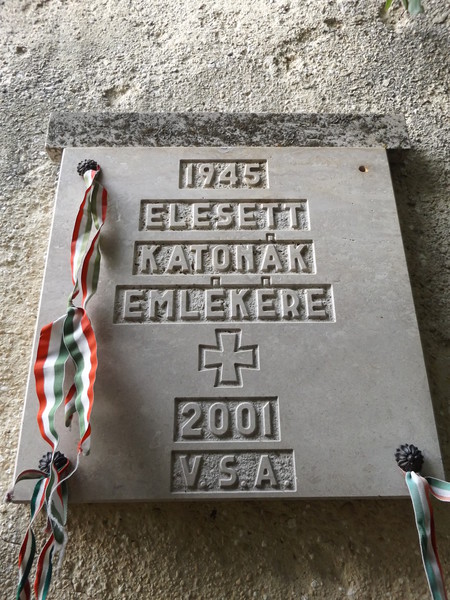 1945
ELESETT
KATONÁK
EMLÉKÉRE
2001
V.S.A.